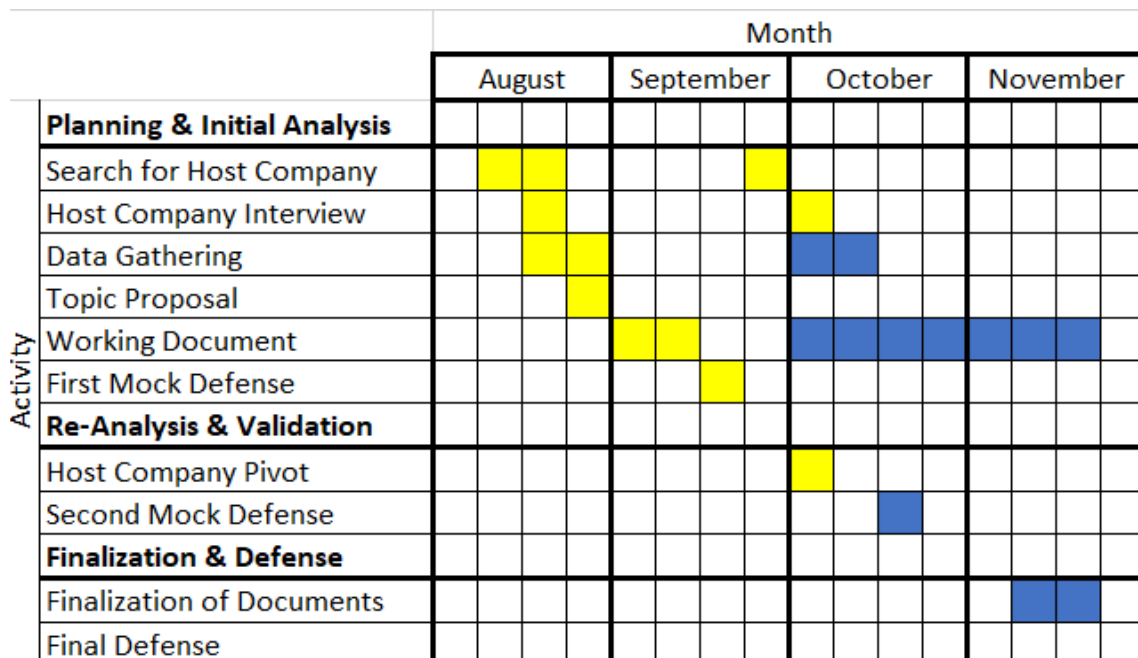 Month
August September October November
Activity
Planning & Initial Analysis
Search for Host Company
Host Company Interview
Data Gathering
Topic Proposal
Working Document
First Mock Defense
Re-Analysis & Validation
Host Company Pivot
Second Mock Defense
Finalization & Defense
Finalization of Documents
Final Defense